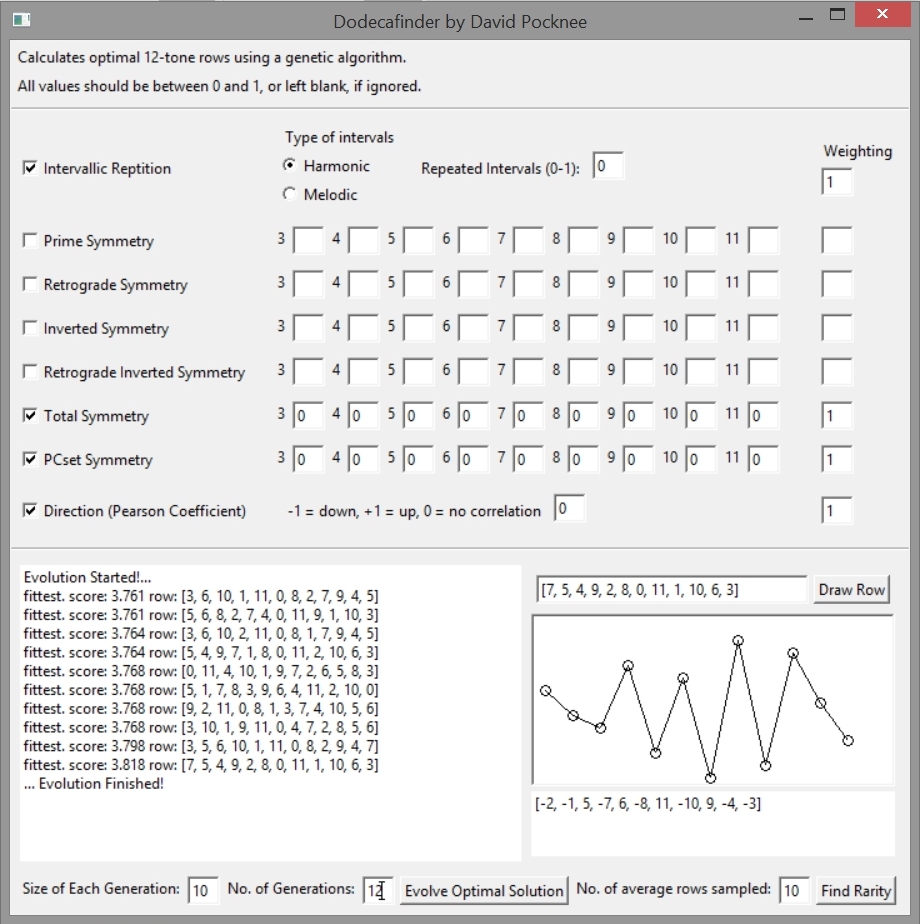 Dodecafinder by David Pocknee
Calculates optimal 12-tone rows using a genetic algorithm.
All values should be between 0 and 1, or left blank, if ignored.
Type of intervals
Weighting
Intervallic Reptition
Harmonic
Repeated Intervals (0-1): 0
1
Melodic
Prime Symmetry 3 4 5 6 7 8 9 10 11
Retrograde Symmetry 3 4 5 6 7 8 9 10 11
Inverted Symmetry 3 4 5 6 7 8 9 10 11
Retrograde Inverted Symmetry 3 4 5 6 7 8 9 10 11
Total Symmetry 3 0 4 0 5 0 6 0 7 0 8 0 9 0 10 0 11 0 1
PCset Symmetry 3 0 4 0 5 0 6 0 7 0 8 0 9 0 10 0 11 0 1
Direction (Pearson Coefficient) -1 = down, +1 = up, 0 = no correlation 0 1
Evolution Started!...
fittest. score: 3.761 row: [3, 6, 10, 1, 11, 0, 8, 2, 7, 9, 4, 5]
fittest. score: 3.761 row: [5, 6, 8, 2, 7, 4, 0, 11, 9, 1, 10, 3]
fittest. score: 3.764 row: [3, 6, 10, 2, 11, 0, 8, 1, 7, 9, 4, 5]
fittest. score: 3.764 row: [5, 4, 9, 7, 1, 8, 0, 11, 2, 10, 6, 3]
fittest. score: 3.768 row: [0, 11, 4, 10, 1, 9, 7, 2, 6, 5, 8, 3]
fittest. score: 3.768 row: [5, 1, 7, 8, 3, 9, 6, 4, 11, 2, 10, 0]
fittest. score: 3.768 row: [9, 2, 11, 0, 8, 1, 3, 7, 4, 10, 5, 6]
fittest. score: 3.768 row: [3, 10, 1, 9, 11, 0, 4, 7, 2, 8, 5, 6]
fittest. score: 3.798 row: [3, 5, 6, 10, 1, 11, 0, 8, 2, 9, 4, 7]
fittest. score: 3.818 row: [7, 5, 4, 9, 2, 8, 0, 11, 1, 10, 6, 3]
... Evolution Finished!
[7, 5, 4, 9, 2, 8, 0, 11, 1, 10, 6, 3] Draw Row
[-2, -1, 5, -7, 6, -8, 11, -10, 9, -4, -3]
Size of Each Generation: 10 No. of Generations: 12 Evolve Optimal Solution No. of average rows sampled: 10 Find Rarity